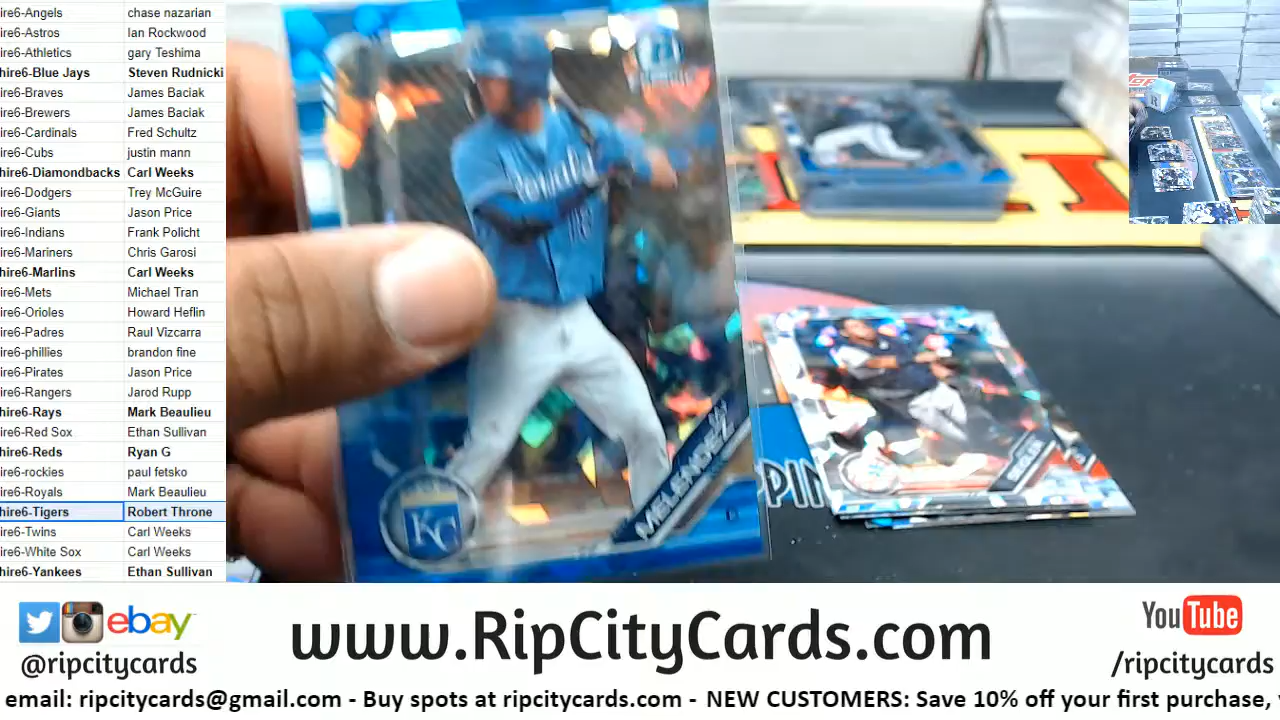 ire6-Angels chase nazarian
ire6-Astros Ian Rockwood
ire6-Athletics gary Teshima
hire6-Blue Jays Steven Rudnicki
ire6-Braves James Baciak
ire6-Brewers James Baciak
ire6-Cardinals Fred Schultz
ire6-Cubs justin mann
hire6-Diamondbacks Carl Weeks
ire6-Dodgers Trey McGuire
ire6-Giants Jason Price
ire6-Indians Frank Policht
ire6-Mariners Chris Garosi
hire6-Marlins Carl Weeks
ire6-Mets Michael Tran
ire6-Orioles Howard Heflin
ire6-Padres Raul Vizcarra
ire6-phillies brandon fine
ire6-Pirates Jason Price
ire6-Rangers Jarod Rupp
hire6-Rays Mark Beaulieu
ire6-Red Sox Ethan Sullivan
hire6-Reds Ryan G
ire6-rockies paul fetsko
ire6-Royals Mark Beaulieu
hire6-Tigers Robert Throne
ire6-Twins Carl Weeks
ire6-White Sox Carl Weeks
hire6-Yankees Ethan Sullivan
MELENDEZ
KC
PIN
ebay
@ripcitycards
www.RipCityCards.com
YouTube
/ripcitycards
email: ripcitycards@gmail.com - Buy spots at ripcitycards.com - NEW CUSTOMERS: Save 10% off your first purchase,